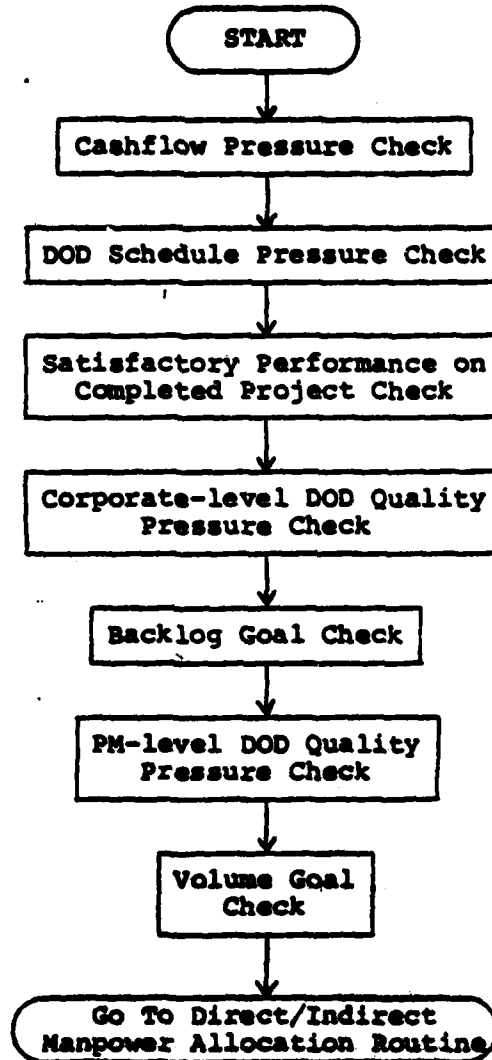 START
Cashflow Pressure Check
DOD Schedule Pressure Check
Satisfactory Performance on
Completed Project Check
Corporate-level DOD Quality
Pressure Check
Backlog Goal Check
PM-level DOD Quality
Pressure Check
Volume Goal
Check
Go To Direct/Indirect
Manpower Allocation Routine